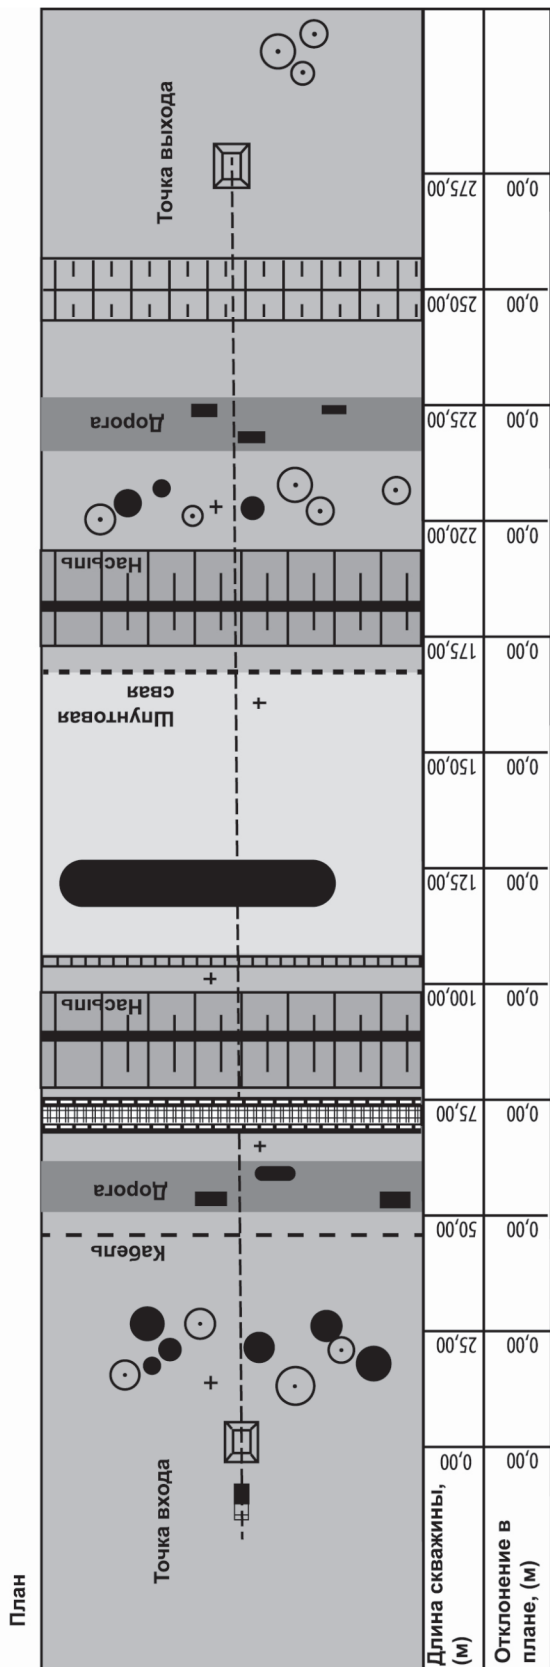 План
Точка входа
Кабель
Дорога
Насыпь
Шпунтовая
свая
Насыпь
Дорога
Точка выхода
Длина скважины,
(м)
0,00 25,00 50,00 75,00 100,00 125,00 150,00 175,00 220,00 225,00 250,00 275,00
Отклонение в
плане, (м)
0,00 0,00 0,00 0,00 0,00 0,00 0,00 0,00 0,00 0,00 0,00 0,00